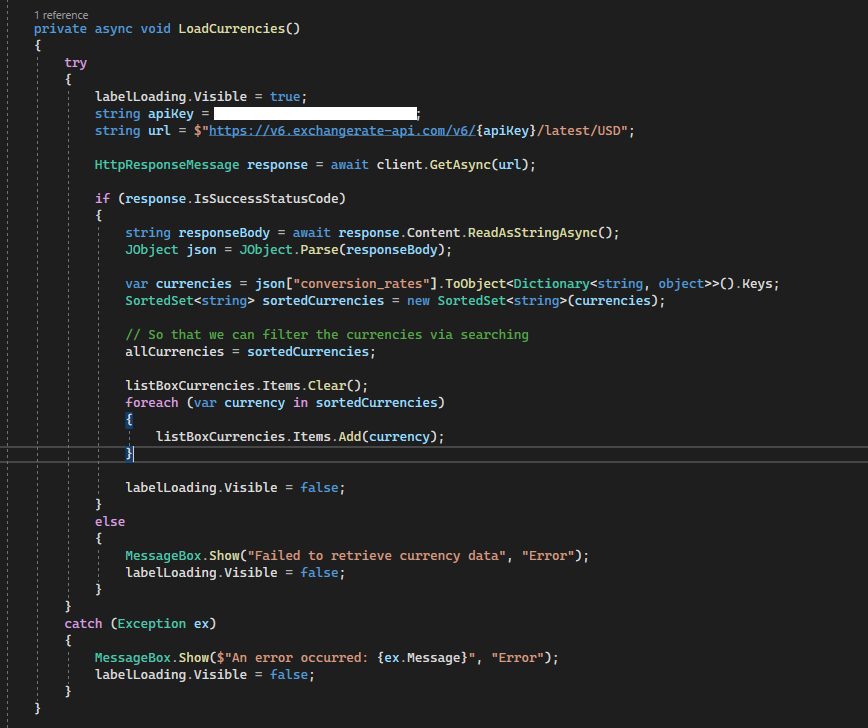 1 reference
private async void LoadCurrencies()
{
try
{
labelLoading.Visible = true;
string apiKey = ;
string url = $"https://v6.exchangerate-api.com/v6/{apiKey}/latest/USD";
HttpResponseMessage response = await client.GetAsync(url);
if (response.IsSuccessStatusCode)
{
string responseBody = await response.Content.ReadAsStringAsync();
JObject json = JObject.Parse(responseBody);
var currencies = json["conversion_rates"].ToObject<Dictionary<string, object>>().Keys;
SortedSet<string> sortedCurrencies = new SortedSet<string>(currencies);
// So that we can filter the currencies via searching
allCurrencies = sortedCurrencies;
listBoxCurrencies.Items.Clear();
foreach (var currency in sortedCurrencies)
{
listBoxCurrencies.Items.Add(currency);
}
labelLoading.Visible = false;
}
else
{
MessageBox.Show("Failed to retrieve currency data", "Error");
labelLoading.Visible = false;
}
}
catch (Exception ex)
{
MessageBox.Show($"An error occurred: {ex.Message}", "Error");
labelLoading.Visible = false;
}
}